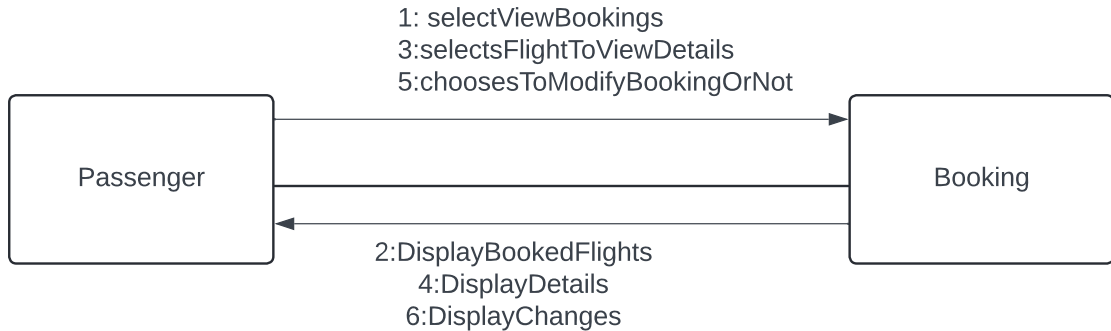 1: selectViewBookings
3:selectsFlightToViewDetails
5:choosesToModifyBookingOrNot
Passenger
Booking
2:DisplayBookedFlights
4:DisplayDetails
6:DisplayChanges